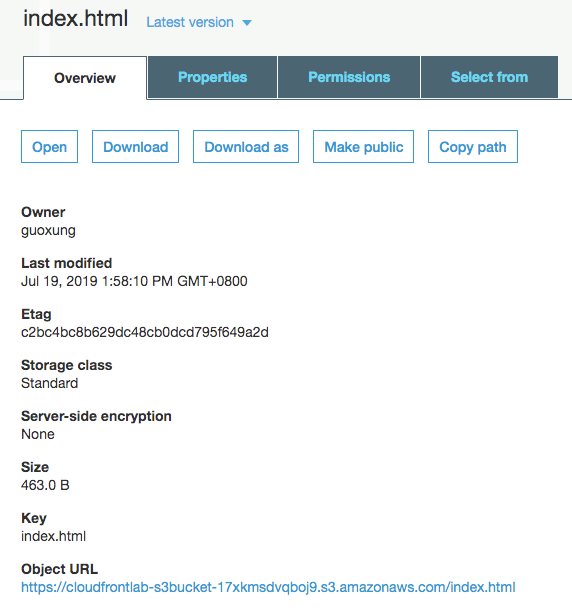 index.html Latest version
Overview Properties Permissions Select from
Open Download Download as Make public Copy path
Owner
guoxung
Last modified
Jul 19, 2019 1:58:10 PM GMT+0800
Etag
c2bc4bc8b629dc48cb0dcd795f649a2d
Storage class
Standard
Server-side encryption
None
Size
463.0 B
Key
index.html
Object URL
https://cloudfrontlab-s3bucket-17xkmsdvqboj9.s3.amazonaws.com/index.html